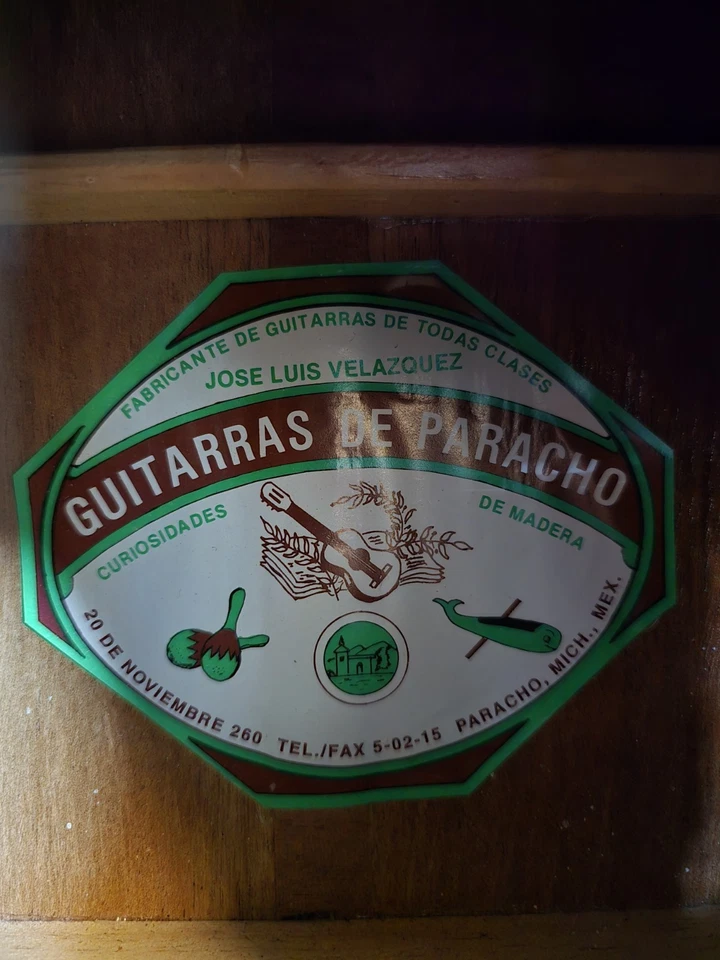 FABRICANTE DE GUITARRAS DE TODAS CLASES
JOSE LUIS VELAZQUEZ
GUITARRAS DE PARACHO
CURIOSIDADES DE MADERA
20 DE NOVIEMBRE 260 TEL./FAX 5-02-15 PARACHO, MICH., MEX.